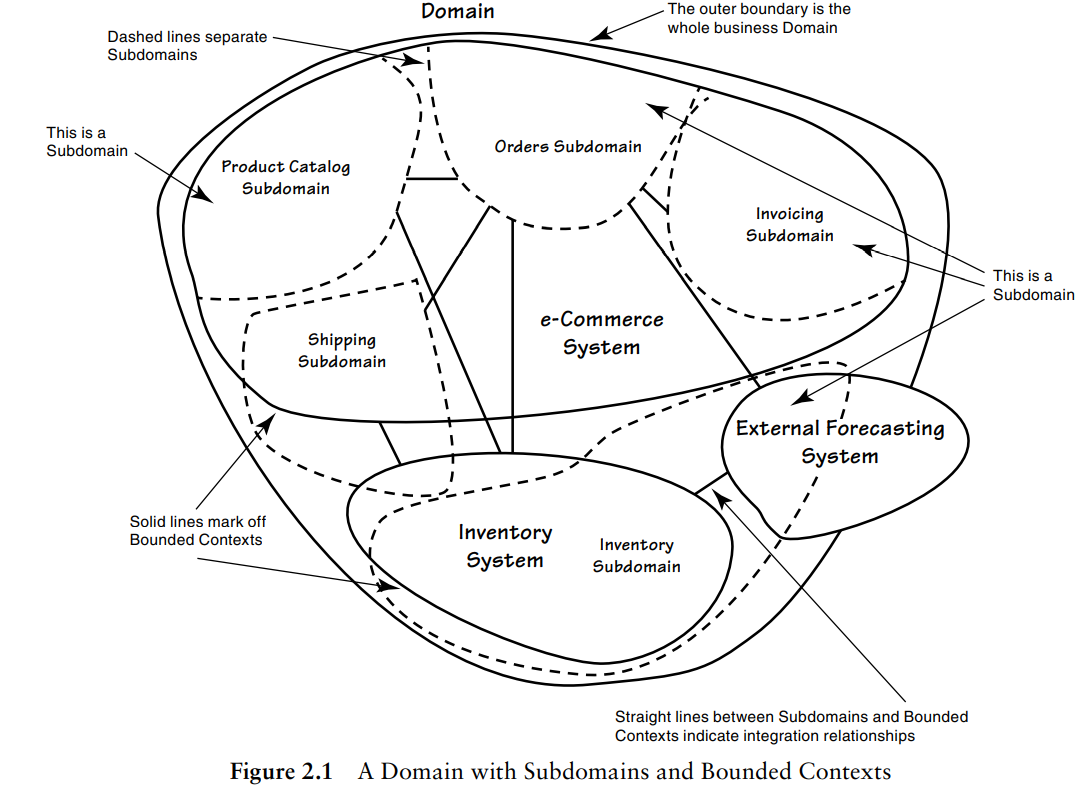 Domain
The outer boundary is the
whole business Domain
Dashed lines separate
Subdomains
This is a
Subdomain
Product Catalog
Subdomain
Orders Subdomain
Invoicing
Subdomain
This is a
Subdomain
e-Commerce
System
Shipping
Subdomain
External Forecasting
System
Solid lines mark off
Bounded Contexts
Inventory
System
Inventory
Subdomain
Straight lines between Subdomains and Bounded
Contexts indicate integration relationships
Figure 2.1 A Domain with Subdomains and Bounded Contexts